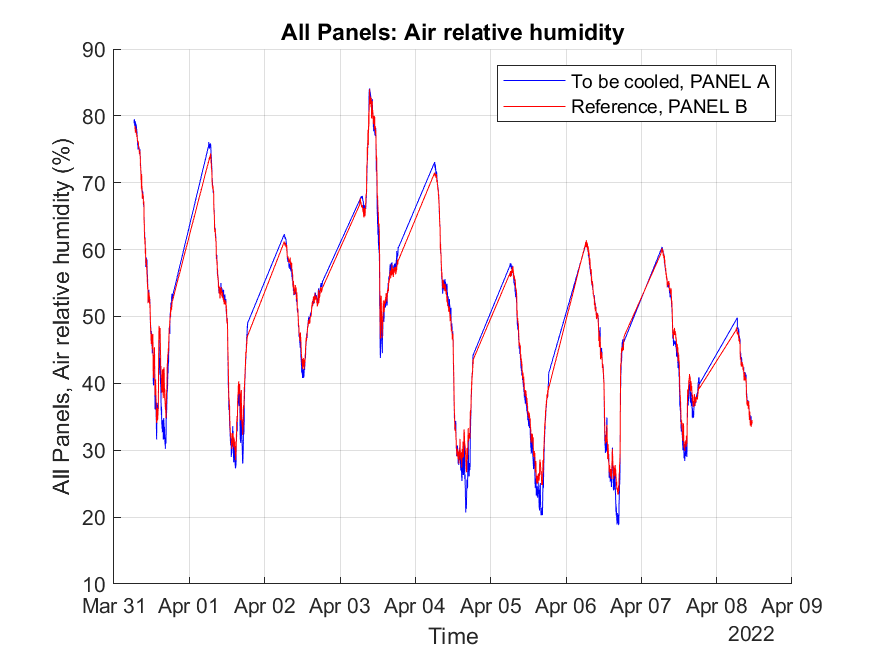 All Panels: Air relative humidity
To be cooled, PANEL A
Reference, PANEL B
All Panels, Air relative humidity (%)
90
80
70
60
50
40
30
20
10
Mar 31 Apr 01 Apr 02 Apr 03 Apr 04 Apr 05 Apr 06 Apr 07 Apr 08 Apr 09
Time
2022